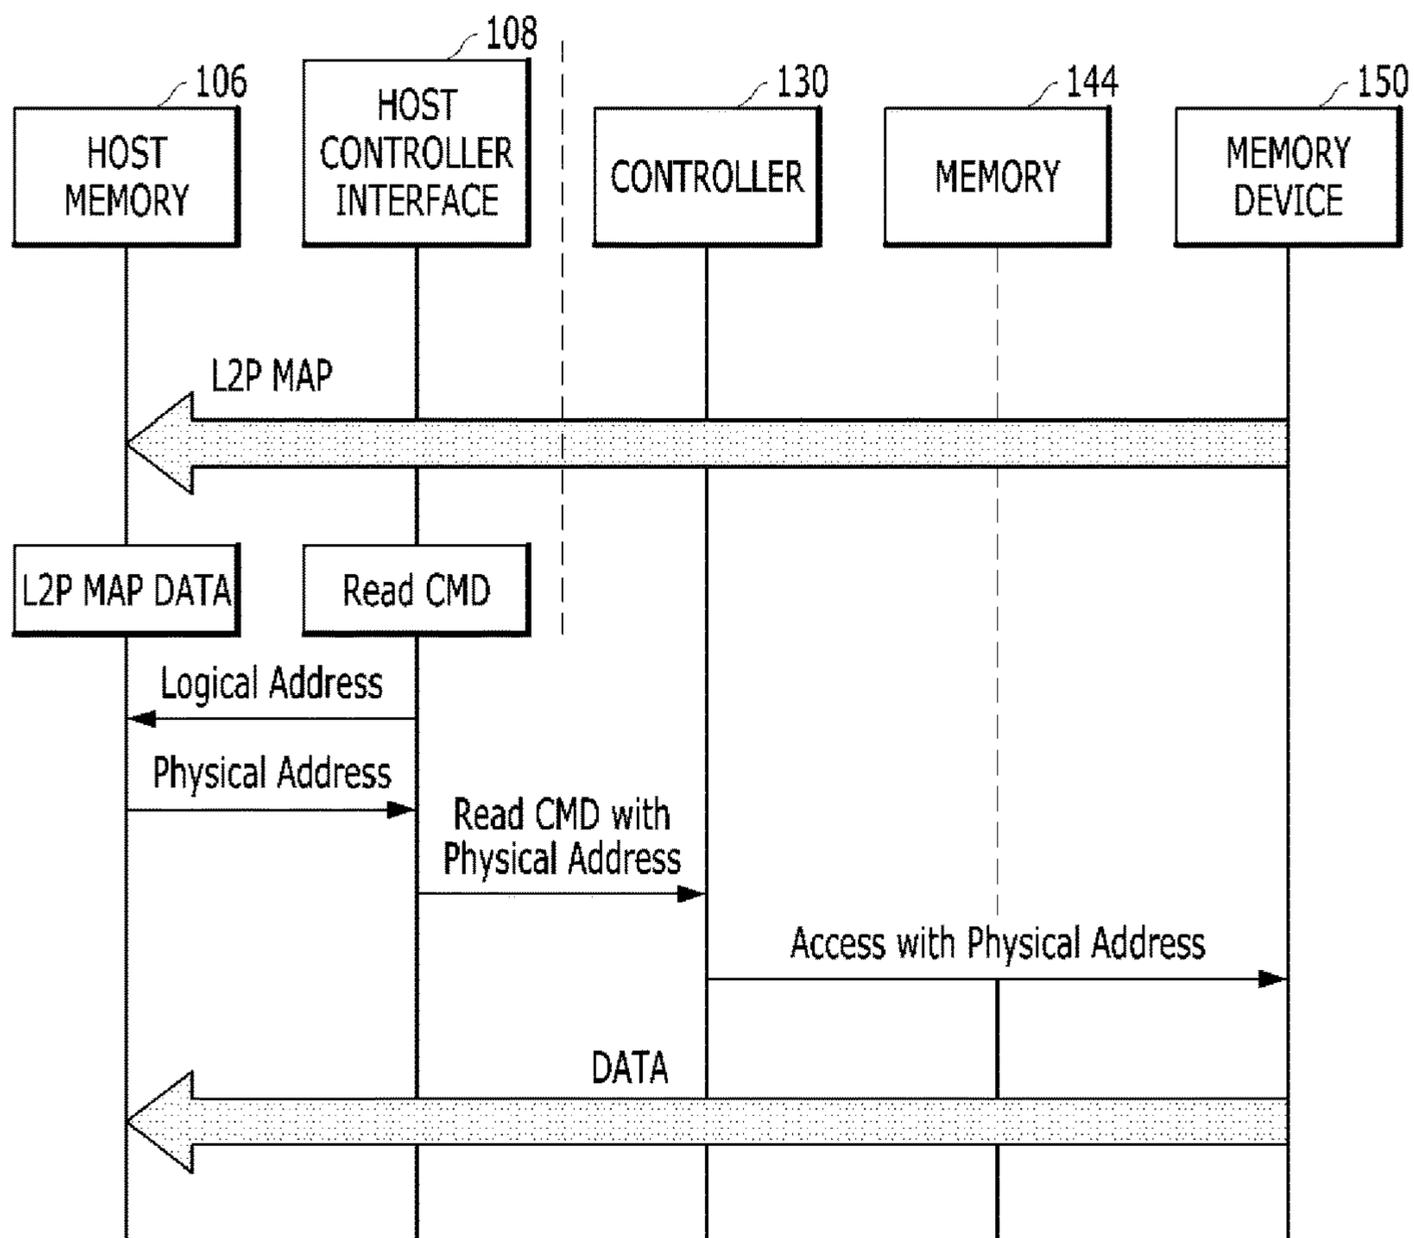 108
106
130
144
150
HOST
MEMORY
HOST
CONTROLLER
INTERFACE
CONTROLLER
MEMORY
MEMORY
DEVICE
L2P MAP
L2P MAP DATA
Read CMD
Logical Address
Physical Address
Read CMD with
Physical Address
Access with Physical Address
DATA